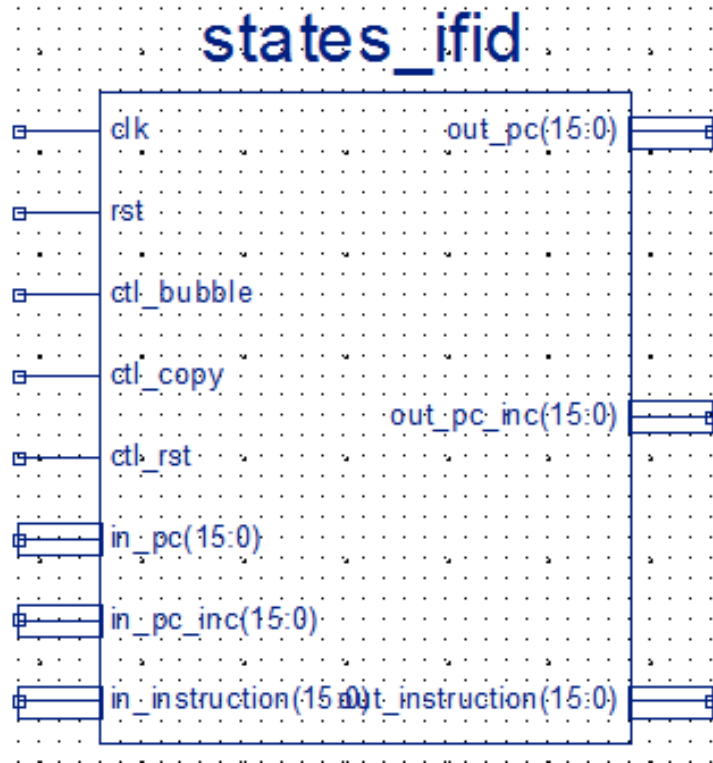 states_ifid
clk out_pc(15:0)
rst
ctl_bubble
ctl_copy
out_pc_inc(15:0)
ctl_rst
in_pc(15:0)
in_pc_inc(15:0)
in_instruction(15:0) out_instruction(15:0)